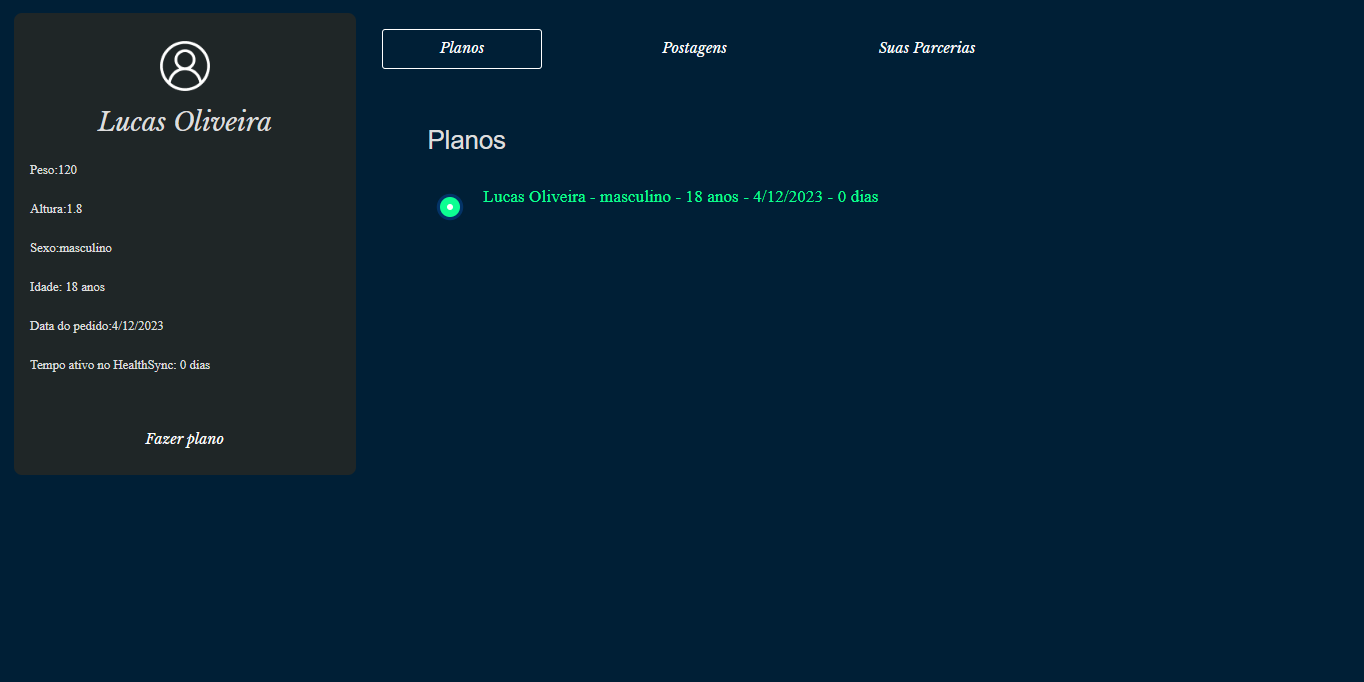 Lucas Oliveira
Peso:120
Altura:1.8
Sexo:masculino
Idade: 18 anos
Data do pedido:4/12/2023
Tempo ativo no HealthSync: 0 dias
Fazer plano
Planos
Postagens
Suas Parcerias
Planos
Lucas Oliveira - masculino - 18 anos - 4/12/2023 - 0 dias